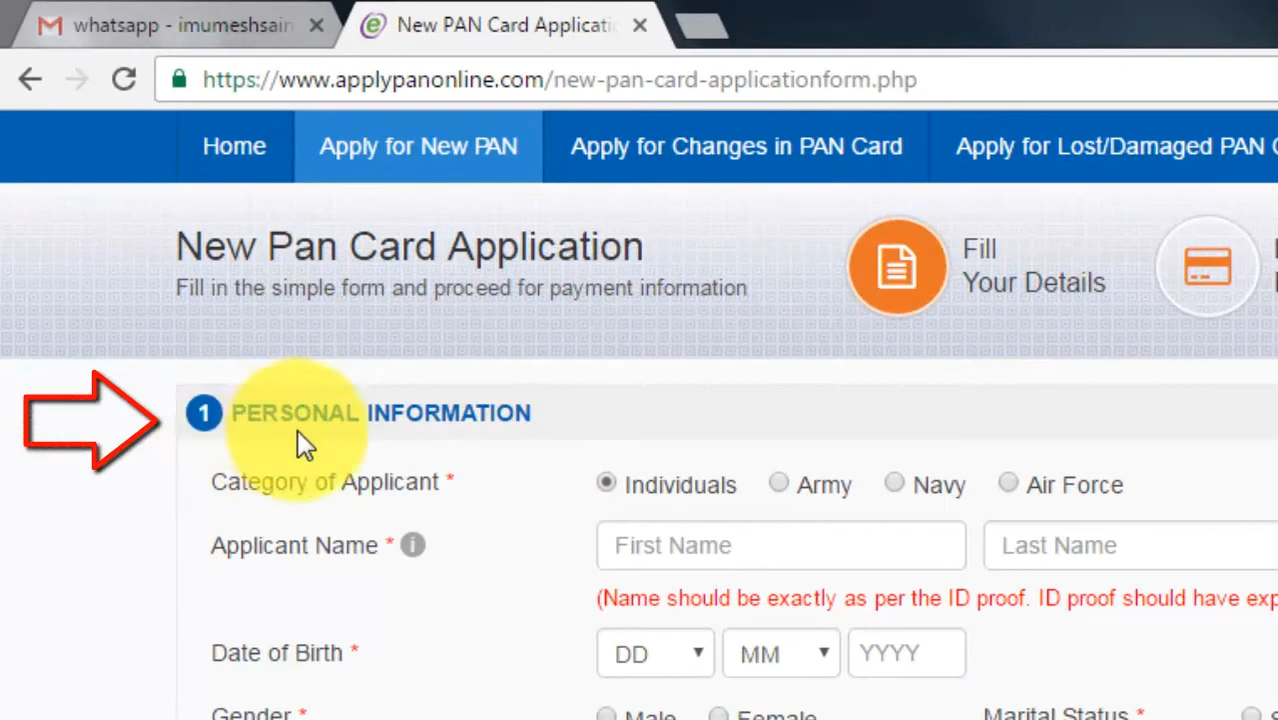 whatsapp - imumeshsain
New PAN Card Applicati
https://www.applypanonline.com/new-pan-card-applicationform.php
Home
Apply for New PAN
Apply for Changes in PAN Card
Apply for Lost/Damaged PAN
New Pan Card Application
Fill in the simple form and proceed for payment information
Fill
Your Details
1 PERSONAL INFORMATION
Category of Applicant * Individuals Army Navy Air Force
Applicant Name * i First Name Last Name
(Name should be exactly as per the ID proof. ID proof should have exp
Date of Birth * DD MM YYYY
Gender * Male Female Marital Status *